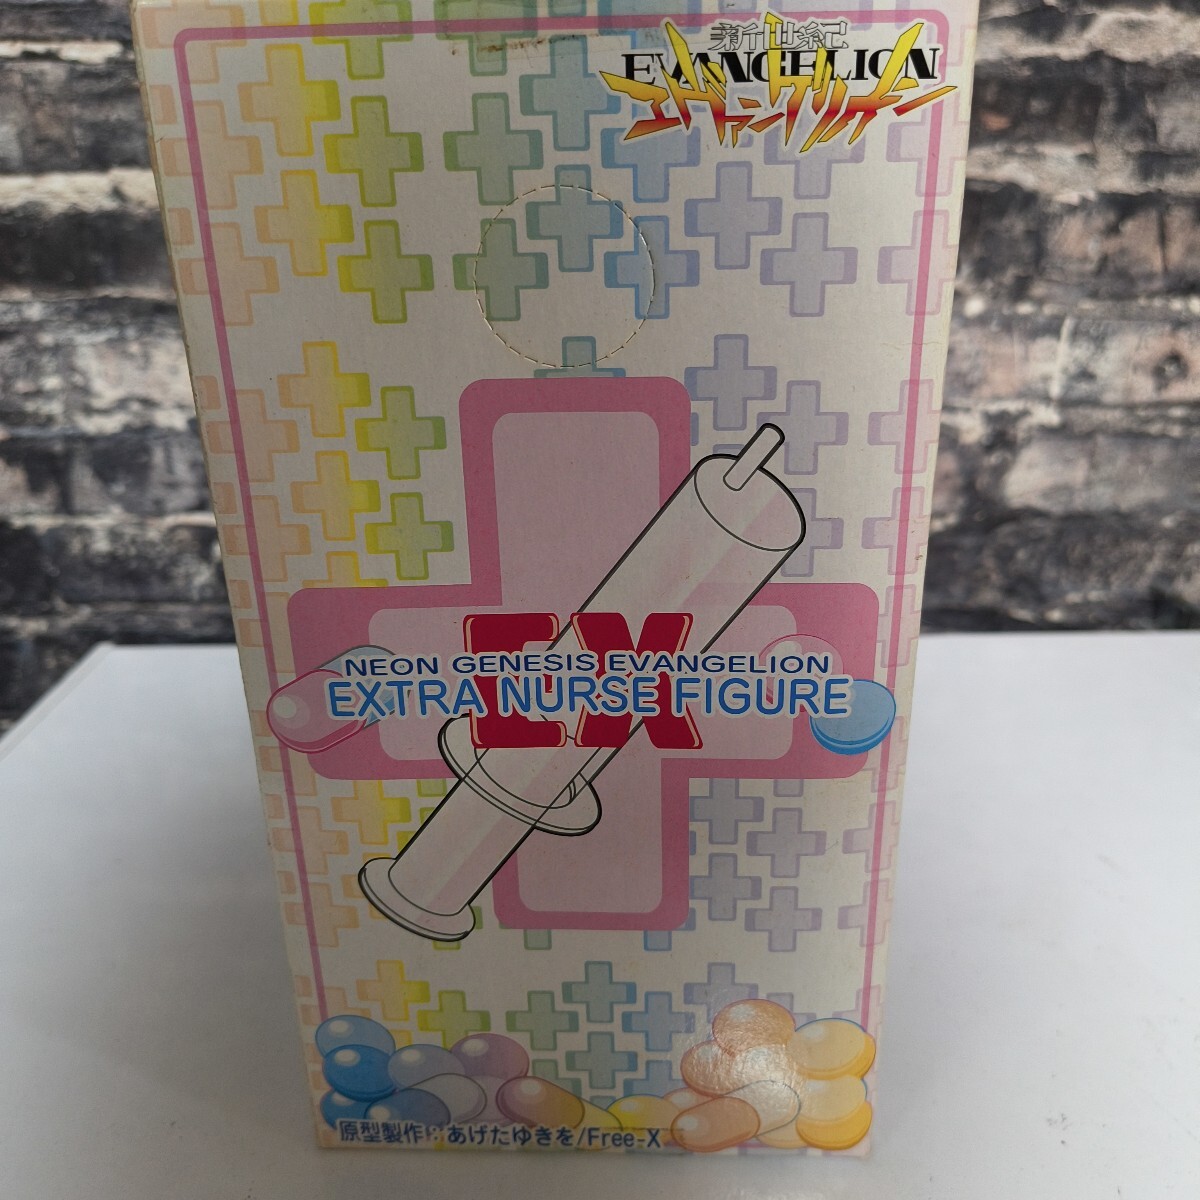 新世紀
EVANGELION
エヴァンゲリオン
EX
NEON GENESIS EVANGELION
EXTRA NURSE FIGURE
原型製作：あげたゆきを/Free-X